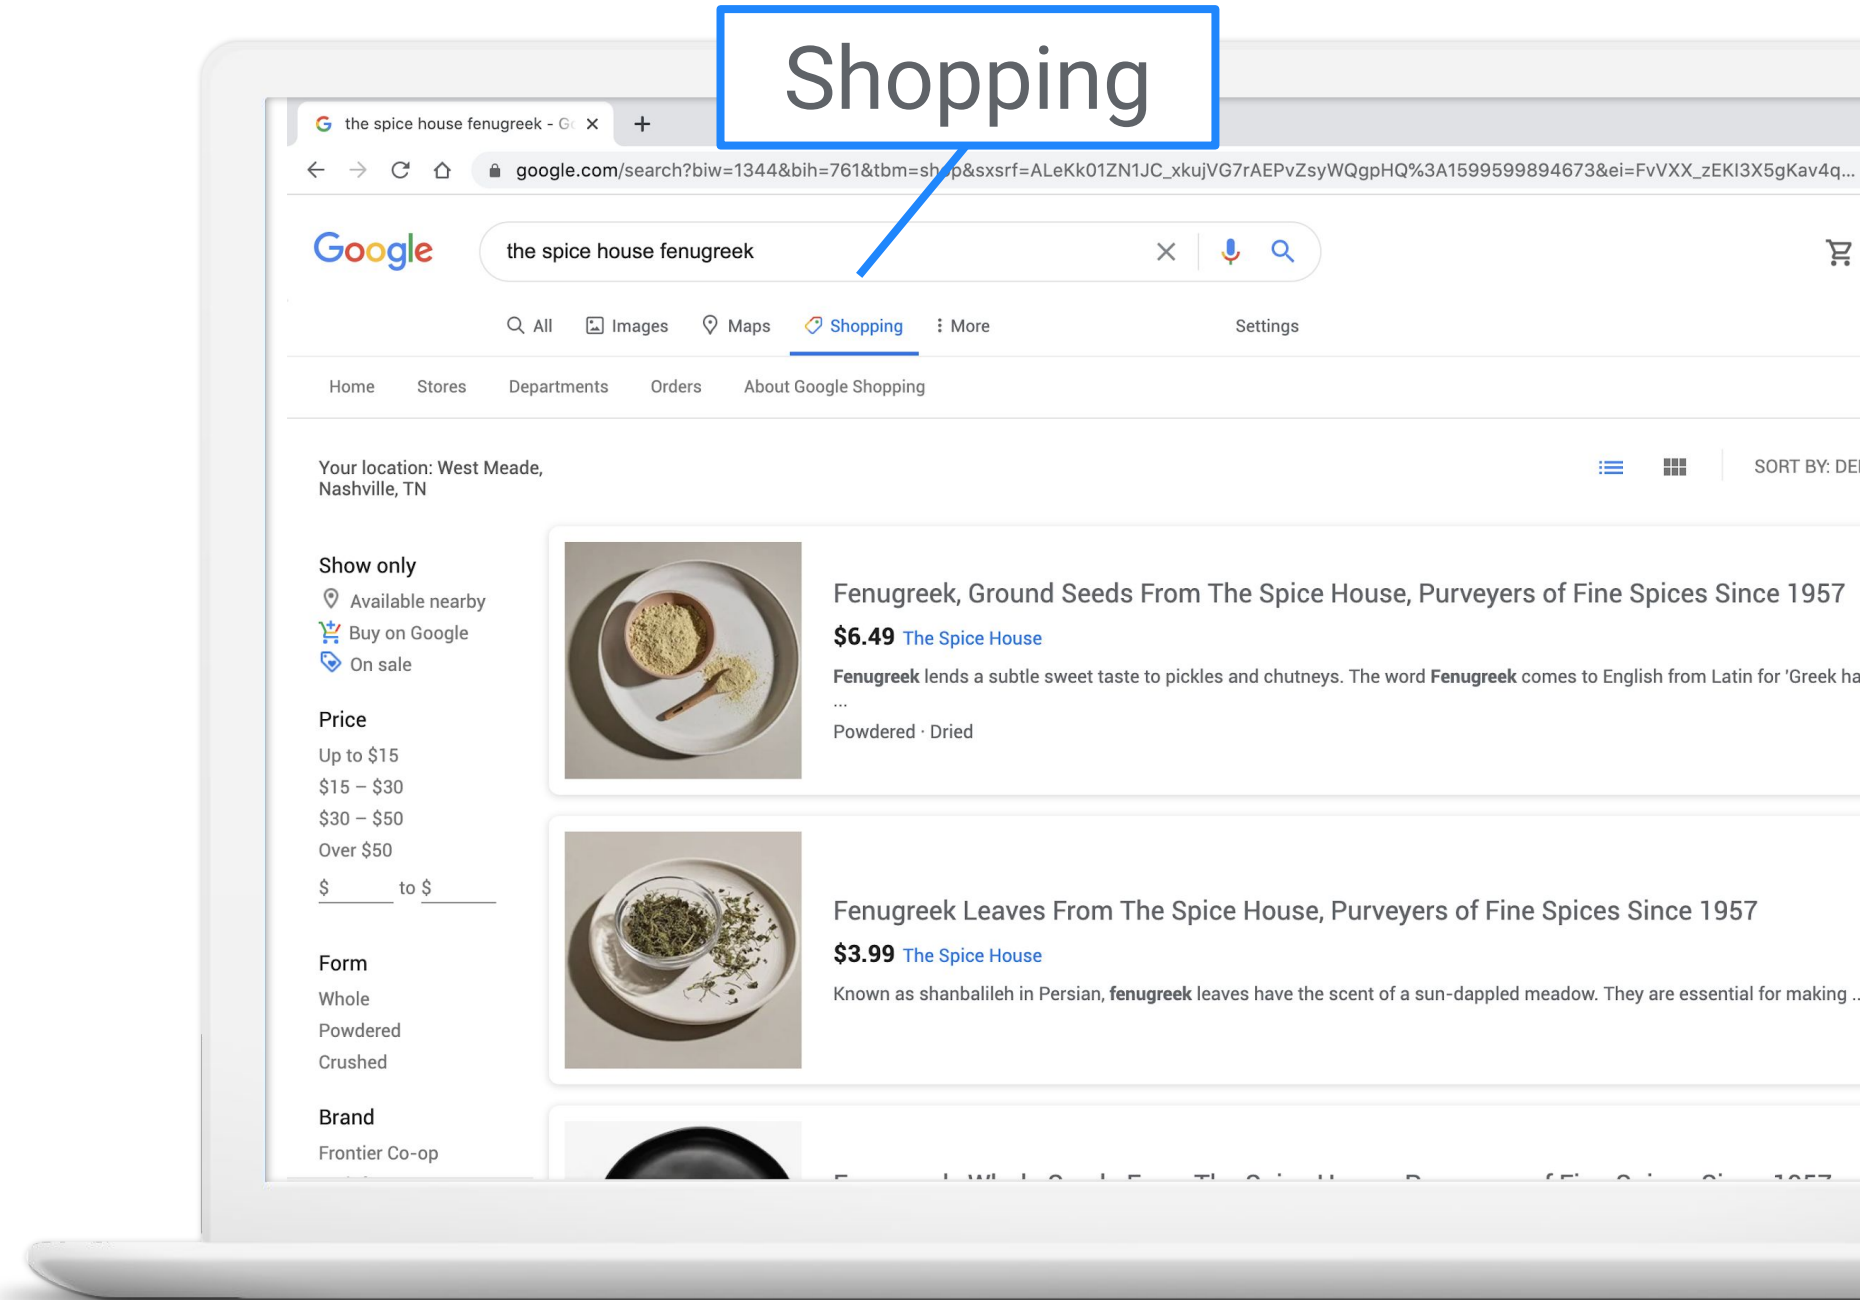 Shopping
the spice house fenugreek - Go
google.com/search?biw=1344&bih=761&tbm=shop&sxsrf=ALeKk01ZN1JC_xkujVG7rAEPvZsyWQgpHQ%3A1599599894673&ei=FvVXX_zEKI3X5gKav4q...
Google
the spice house fenugreek
All Images Maps Shopping More Settings
Home Stores Departments Orders About Google Shopping
Your location: West Meade,
Nashville, TN
SORT BY:
Show only
Available nearby
Buy on Google
On sale
Price
Up to $15
$15 – $30
$30 – $50
Over $50
$ to $
Form
Whole
Powdered
Crushed
Brand
Frontier Co-op
Fenugreek, Ground Seeds From The Spice House, Purveyers of Fine Spices Since 1957
$6.49 The Spice House
Fenugreek lends a subtle sweet taste to pickles and chutneys. The word Fenugreek comes to English from Latin for 'Greek ha
...
Powdered · Dried
Fenugreek Leaves From The Spice House, Purveyers of Fine Spices Since 1957
$3.99 The Spice House
Known as shanbalileh in Persian, fenugreek leaves have the scent of a sun-dappled meadow. They are essential for making ...